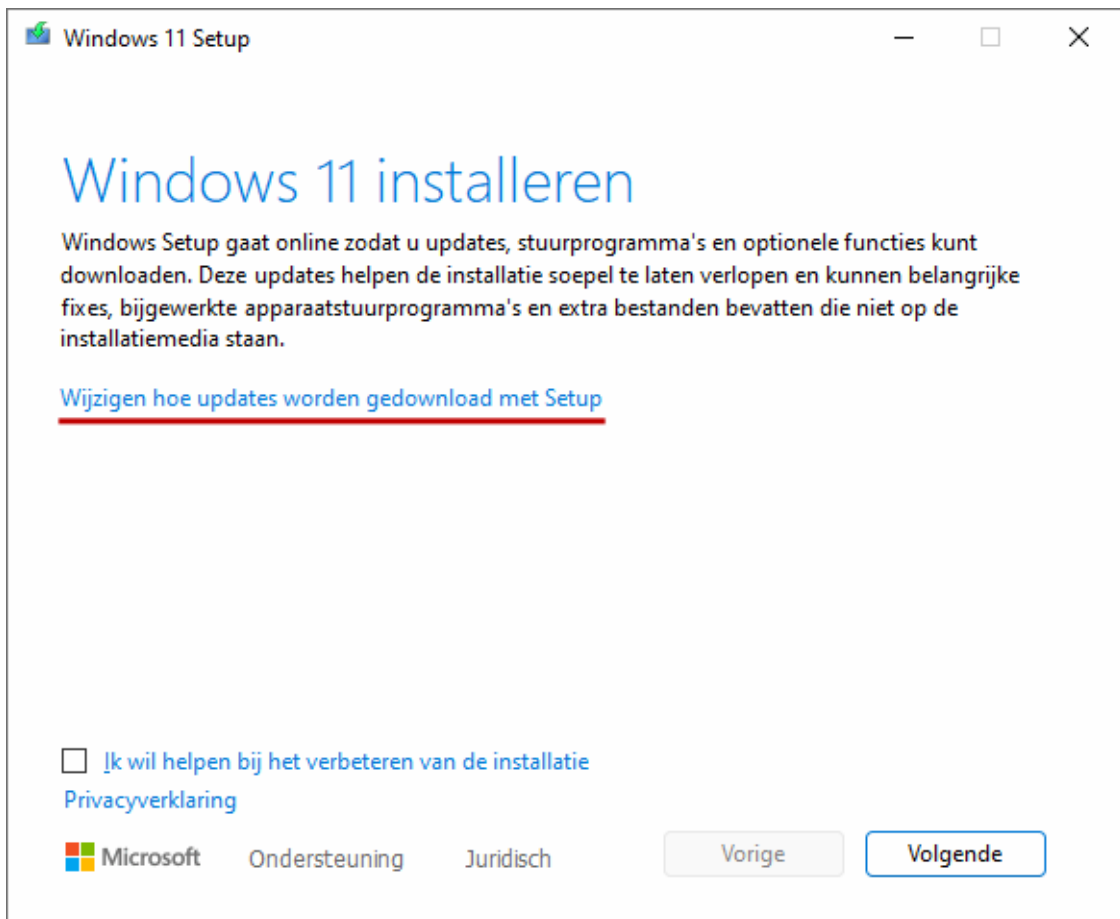 Windows 11 Setup
Windows 11 installeren
Windows Setup gaat online zodat u updates, stuurprogramma's en optionele functies kunt
downloaden. Deze updates helpen de installatie soepel te laten verlopen en kunnen belangrijke
fixes, bijgewerkte apparaatstuurprogramma's en extra bestanden bevatten die niet op de
installatiemedia staan.
Wijzigen hoe updates worden gedownload met Setup
Ik wil helpen bij het verbeteren van de installatie
Privacyverklaring
Microsoft Ondersteuning Juridisch Vorige Volgende